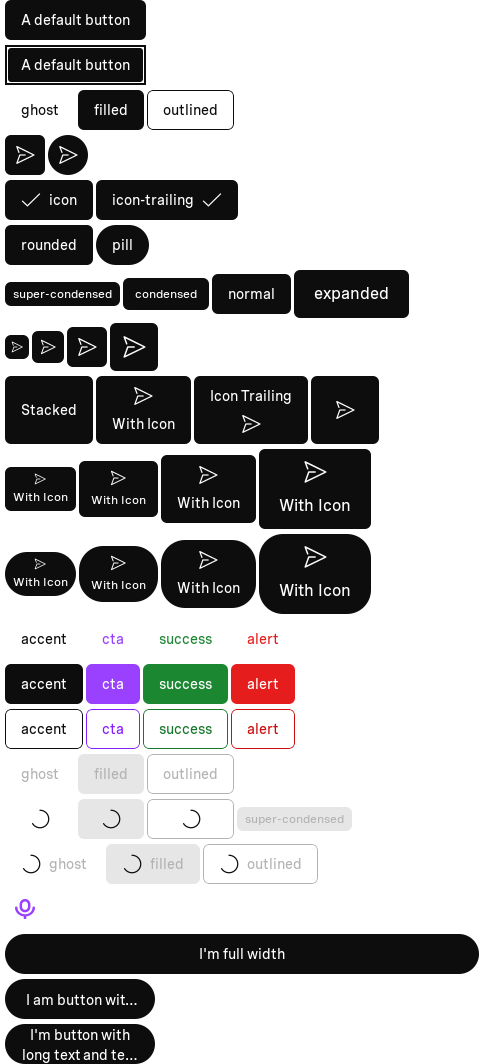 A default button
A default button
ghost filled outlined
icon icon-trailing
rounded pill
super-condensed condensed normal expanded
Stacked With Icon Icon Trailing
With Icon With Icon With Icon With Icon
With Icon With Icon With Icon With Icon
accent cta success alert
accent cta success alert
accent cta success alert
ghost filled outlined
super-condensed
ghost filled outlined
I'm full width
I am button wit...
I'm button with
long text and te...